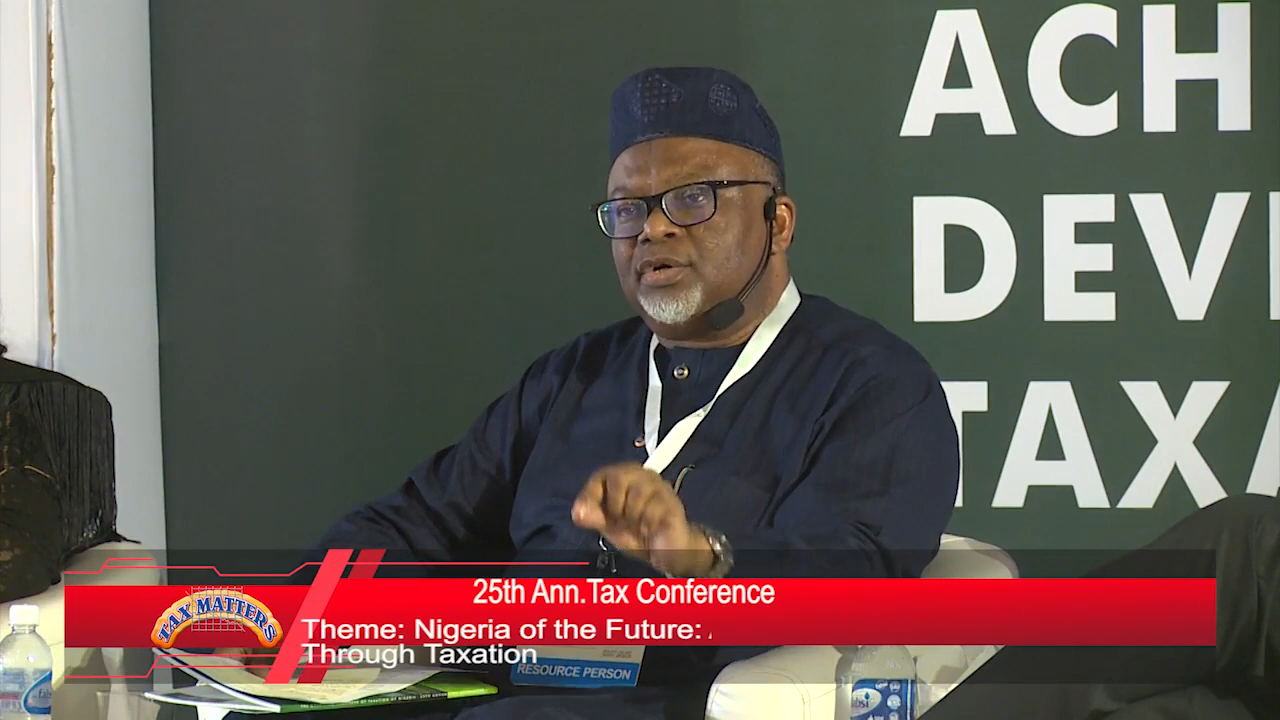 ACH
DEV
TAXA
25th Ann.Tax Conference
TAX MATTERS
Theme: Nigeria of the Future:
Through Taxation
RESOURCE PERSON